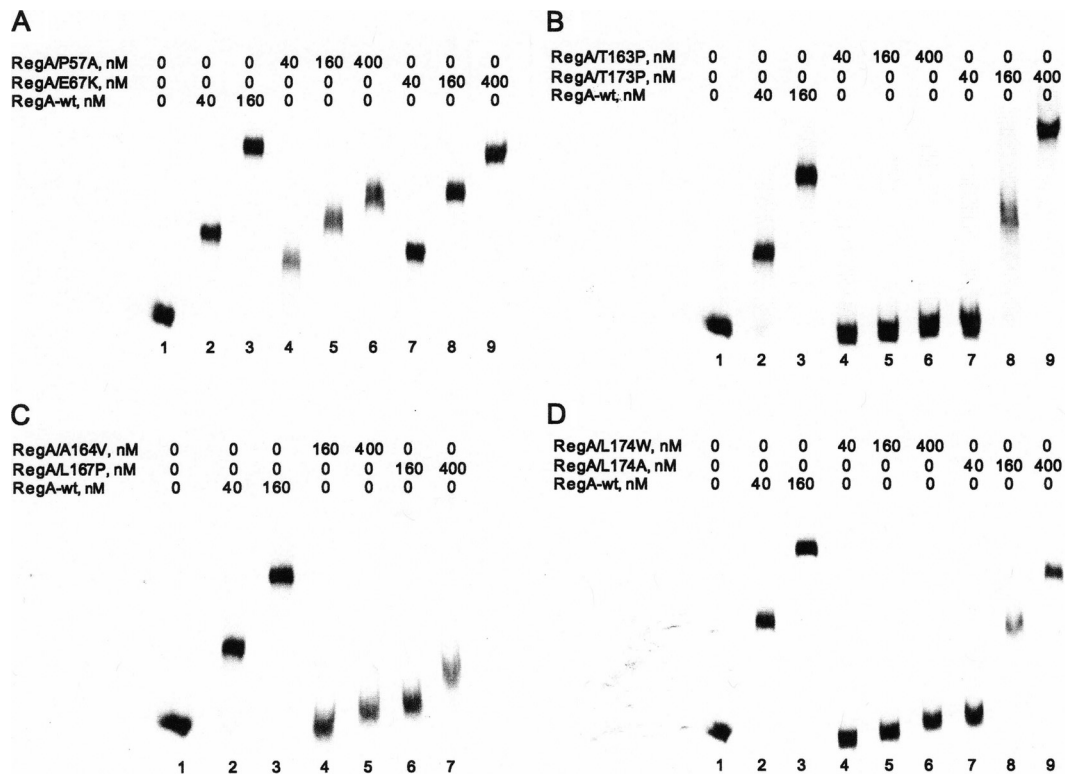 A
RegA/P57A, nM 0 0 0 40 160 400 0 0 0
RegA/E67K, nM 0 0 0 0 0 0 40 160 400
RegA-wt, nM 0 40 160 0 0 0 0 0 0
1 2 3 4 5 6 7 8 9
B
RegA/T163P, nM 0 0 0 40 160 400 0 0 0
RegA/T173P, nM 0 0 0 0 0 0 40 160 400
RegA-wt, nM 0 40 160 0 0 0 0 0 0
1 2 3 4 5 6 7 8 9
C
RegA/A164V, nM 0 0 0 160 400 0 0
RegA/L167P, nM 0 0 0 0 0 160 400
RegA-wt, nM 0 40 160 0 0 0 0
1 2 3 4 5 6 7
D
RegA/L174W, nM 0 0 0 40 160 400 0 0 0
RegA/L174A, nM 0 0 0 0 0 0 40 160 400
RegA-wt, nM 0 40 160 0 0 0 0 0 0
1 2 3 4 5 6 7 8 9